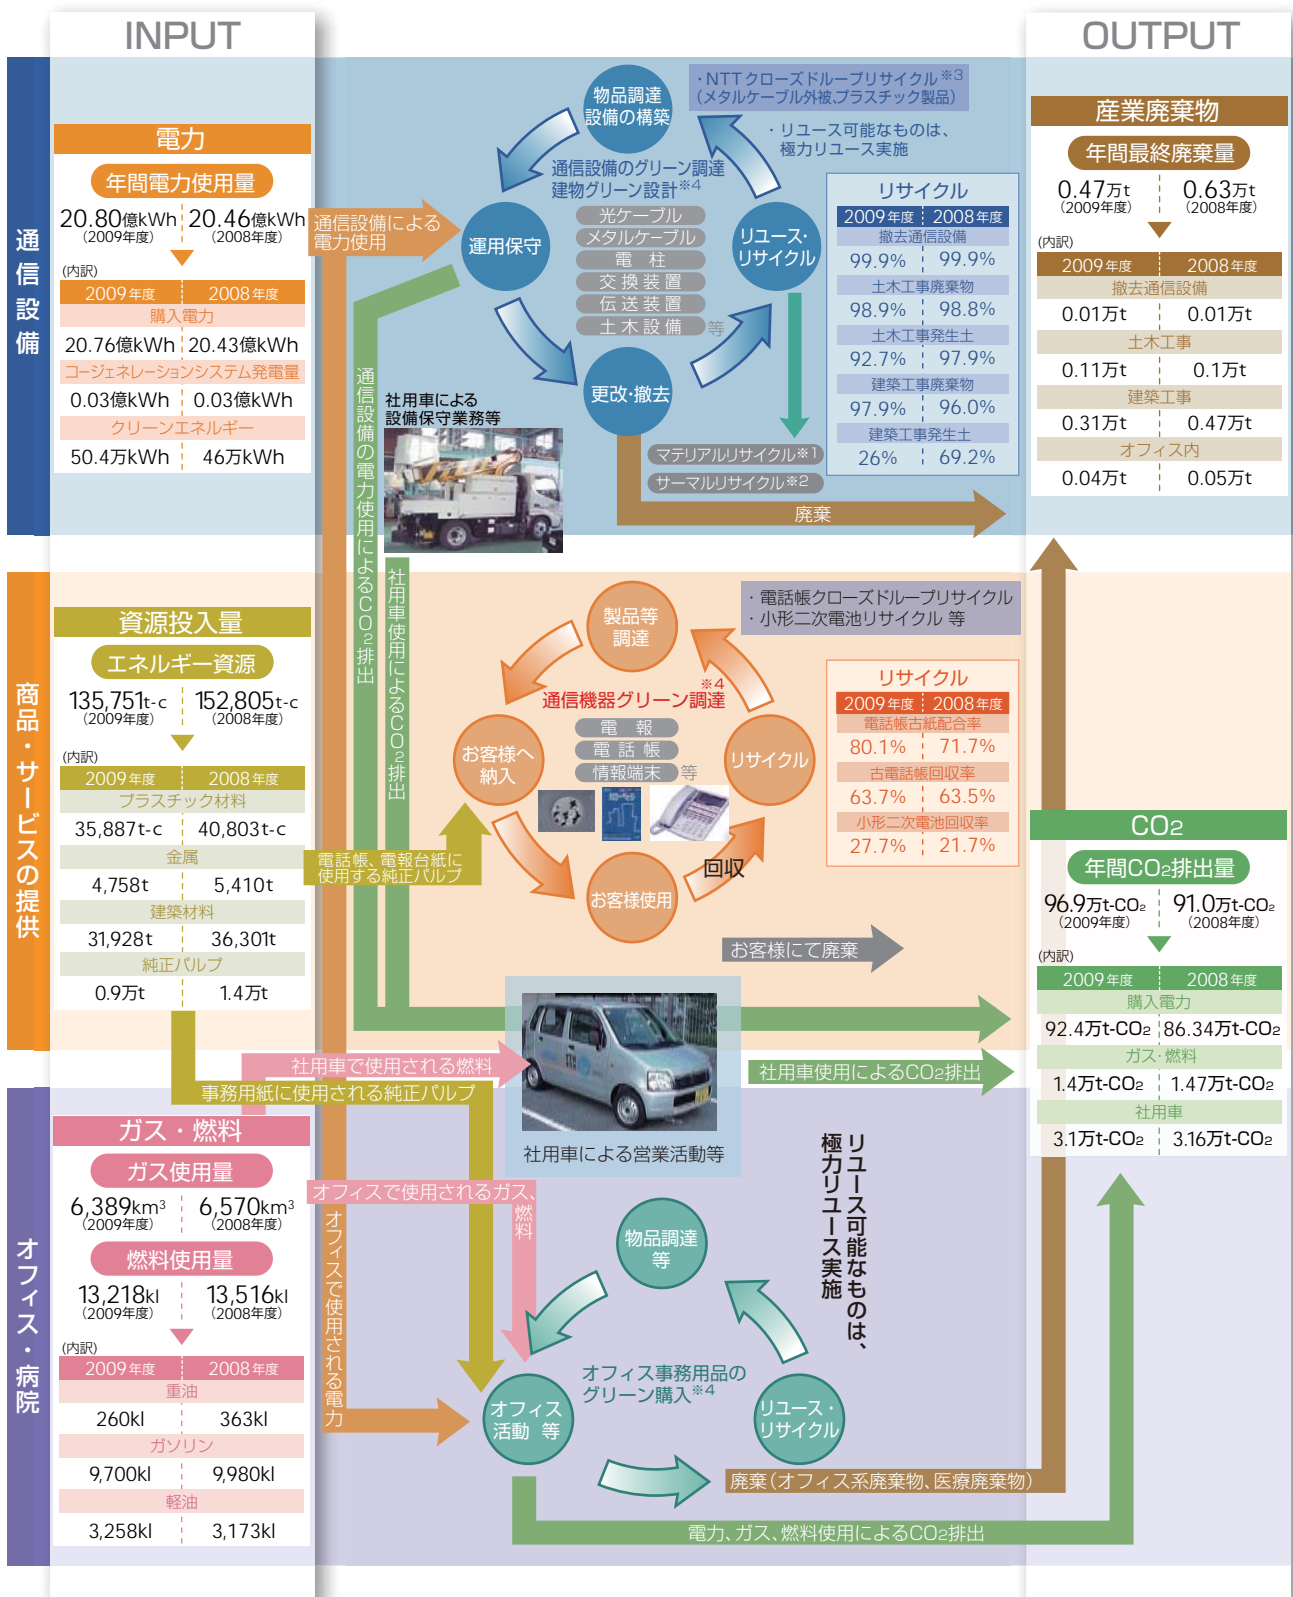 INPUT
OUTPUT
通信設備
電力
年間電力使用量
20.80億kWh 20.46億kWh
(2009年度) (2008年度)
(内訳)
2009年度 2008年度
購入電力
20.76億kWh 20.43億kWh
コージェネレーションシステム発電量
0.03億kWh 0.03億kWh
クリーンエネルギー
50.4万kWh 46万kWh
通信設備による
電力使用
物品調達
設備の構築
・NTTクローズドループリサイクル※3
(メタルケーブル外被、プラスチック製品)
・リユース可能なものは、
極力リユース実施
通信設備のグリーン調達
建物グリーン設計※4
運用保守
光ケーブル
メタルケーブル
電柱
交換装置
伝送装置
土木設備 等
リユース・
リサイクル
更改・撤去
マテリアルリサイクル※1
サーマルリサイクル※2
廃棄
社用車による
設備保守業務等
通信設備の電力使用によるCO2排出
社用車使用によるCO2排出
リサイクル
2009年度 2008年度
撤去通信設備
99.9% 99.9%
土木工事廃棄物
98.9% 98.8%
土木工事発生土
92.7% 97.9%
建築工事廃棄物
97.9% 96.0%
建築工事発生土
26% 69.2%
産業廃棄物
年間最終廃棄量
0.47万t 0.63万t
(2009年度) (2008年度)
(内訳)
2009年度 2008年度
撤去通信設備
0.01万t 0.01万t
土木工事
0.11万t 0.1万t
建築工事
0.31万t 0.47万t
オフィス内
0.04万t 0.05万t
商品・サービスの提供
資源投入量
エネルギー資源
135,751t-c 152,805t-c
(2009年度) (2008年度)
(内訳)
2009年度 2008年度
プラスチック材料
35,887t-c 40,803t-c
金属
4,758t 5,410t
建築材料
31,928t 36,301t
純正パルプ
0.9万t 1.4万t
電話帳、電報台紙に
使用する純正パルプ
製品等
調達
・電話帳クローズドループリサイクル
・小形二次電池リサイクル 等
通信機器グリーン調達※4
お客様へ
納入
電報
電話帳
情報端末 等
リサイクル
お客様使用
回収
お客様にて廃棄
リサイクル
2009年度 2008年度
電話帳古紙配合率
80.1% 71.7%
古電話帳回収率
63.7% 63.5%
小形二次電池回収率
27.7% 21.7%
CO2
年間CO2排出量
96.9万t-CO2 91.0万t-CO2
(2009年度) (2008年度)
(内訳)
2009年度 2008年度
購入電力
92.4万t-CO2 86.34万t-CO2
ガス・燃料
1.4万t-CO2 1.47万t-CO2
社用車
3.1万t-CO2 3.16万t-CO2
社用車で使用される燃料
事務用紙に使用される純正パルプ
社用車使用によるCO2排出
社用車による営業活動等
オフィス・病院
ガス・燃料
ガス使用量
6,389km3 6,570km3
(2009年度) (2008年度)
燃料使用量
13,218kl 13,516kl
(2009年度) (2008年度)
(内訳)
2009年度 2008年度
重油
260kl 363kl
ガソリン
9,700kl 9,980kl
軽油
3,258kl 3,173kl
オフィスで使用されるガス、燃料
オフィスで使用される電力
リユース可能なものは、
極力リユース実施
物品調達
等
オフィス事務用品の
グリーン購入※4
オフィス
活動 等
リユース・
リサイクル
廃棄(オフィス系廃棄物、医療廃棄物)
電力、ガス、燃料使用によるCO2排出